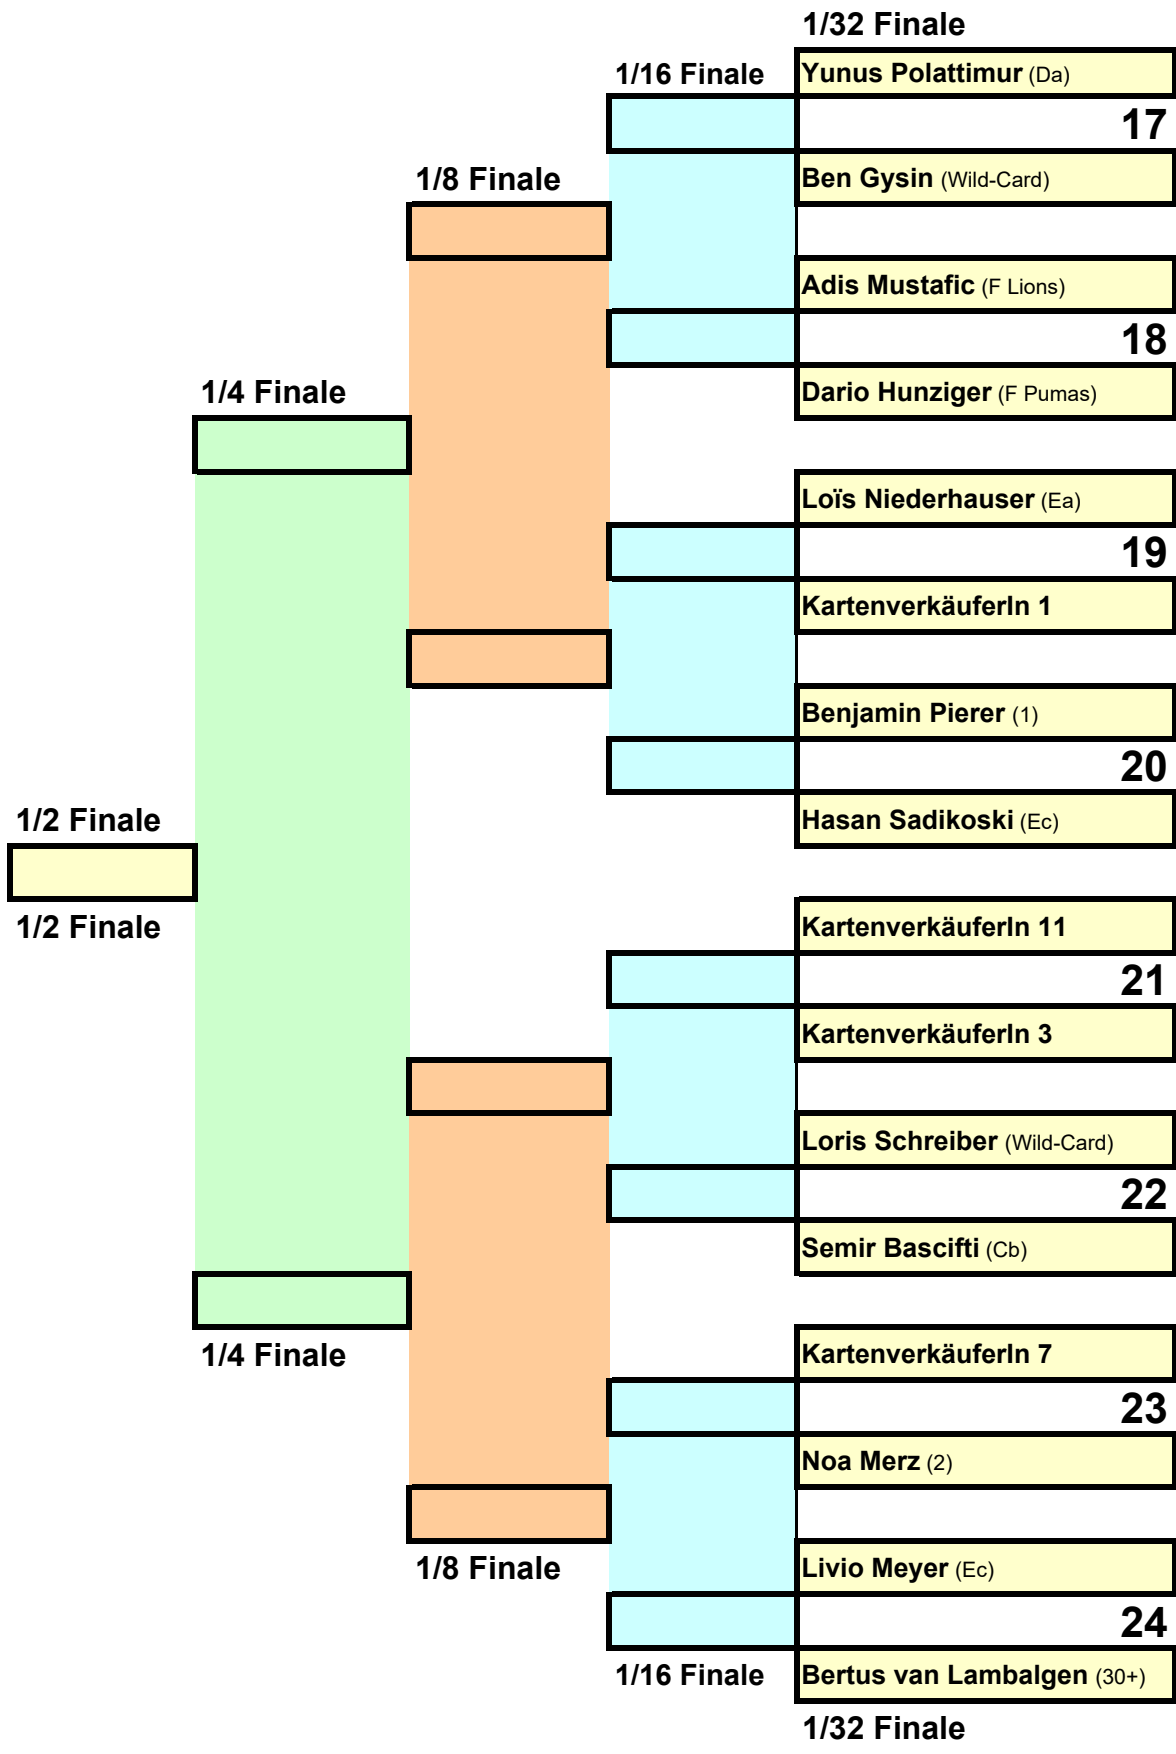 1/32 Finale
1/16 Finale
Yunus Polattimur (Da)
17
1/8 Finale
Ben Gysin (Wild-Card)
Adis Mustafic (F Lions)
18
1/4 Finale
Dario Hunziger (F Pumas)
Loïs Niederhauser (Ea)
19
KartenverkäuferIn 1
Benjamin Pierer (1)
20
1/2 Finale
Hasan Sadikoski (Ec)
1/2 Finale
KartenverkäuferIn 11
21
KartenverkäuferIn 3
Loris Schreiber (Wild-Card)
22
Semir Bascifti (Cb)
1/4 Finale
KartenverkäuferIn 7
23
Noa Merz (2)
1/8 Finale
Livio Meyer (Ec)
24
1/16 Finale
Bertus van Lambalgen (30+)
1/32 Finale